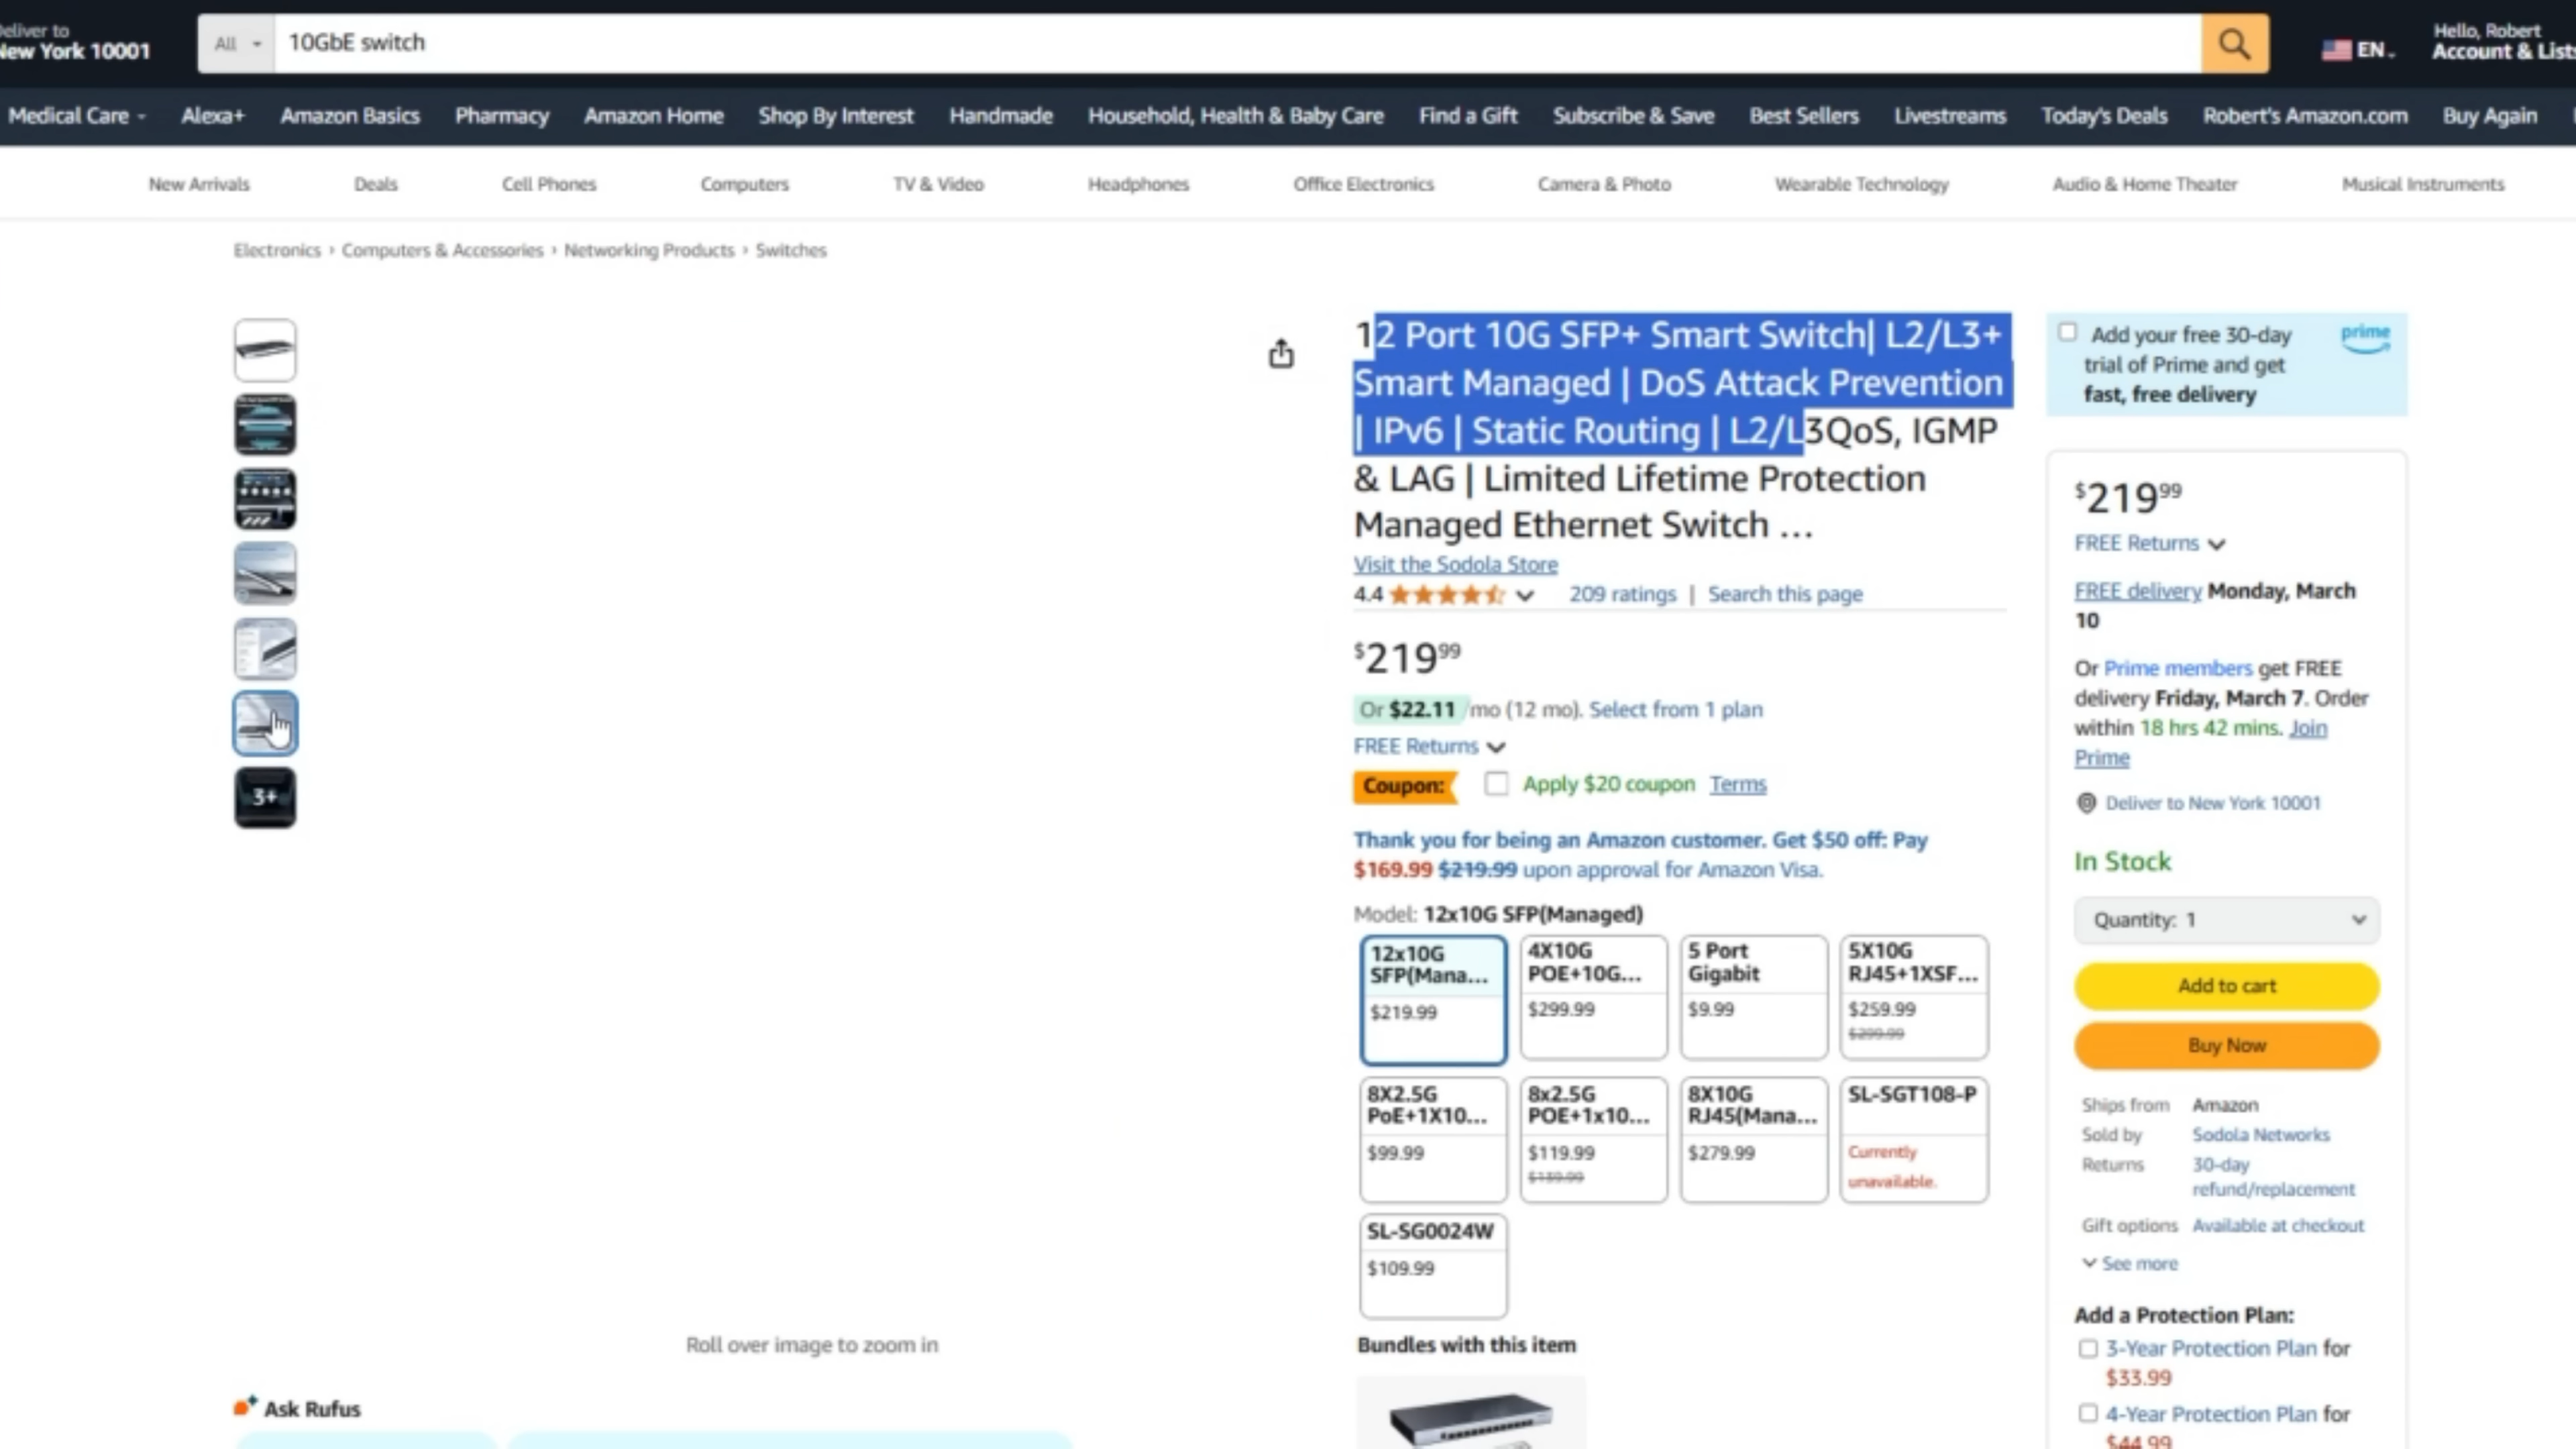 Deliver to
New York 10001
All
10GbE switch
EN
Hello, Robert
Account & Lists
Medical Care
Alexa+
Amazon Basics
Pharmacy
Amazon Home
Shop By Interest
Handmade
Household, Health & Baby Care
Find a Gift
Subscribe & Save
Best Sellers
Livestreams
Today's Deals
Robert's Amazon.com
Buy Again
New Arrivals
Deals
Cell Phones
Computers
TV & Video
Headphones
Office Electronics
Camera & Photo
Wearable Technology
Audio & Home Theater
Musical Instruments
Electronics › Computers & Accessories › Networking Products › Switches
3+
Roll over image to zoom in
Ask Rufus
12 Port 10G SFP+ Smart Switch| L2/L3+
Smart Managed | DoS Attack Prevention
| IPv6 | Static Routing | L2/L3QoS, IGMP
& LAG | Limited Lifetime Protection
Managed Ethernet Switch ...
Visit the Sodola Store
4.4
209 ratings | Search this page
$219.99
Or $22.11 /mo (12 mo). Select from 1 plan
FREE Returns
Coupon: Apply $20 coupon Terms
Thank you for being an Amazon customer. Get $50 off: Pay
$169.99 $219.99 upon approval for Amazon Visa.
Model: 12x10G SFP(Managed)
12x10G
SFP(Mana...
$219.99
4X10G
POE+10G...
$299.99
5 Port
Gigabit
$9.99
5X10G
RJ45+1XSF...
$259.99
$299.99
8X2.5G
PoE+1X10...
$99.99
8x2.5G
POE+1x10...
$119.99
$139.99
8X10G
RJ45(Mana...
$279.99
SL-SGT108-P
Currently
unavailable.
SL-SG0024W
$109.99
Bundles with this item
Add your free 30-day
trial of Prime and get
fast, free delivery
prime
$219.99
FREE Returns
FREE delivery Monday, March
10
Or Prime members get FREE
delivery Friday, March 7. Order
within 18 hrs 42 mins. Join
Prime
Deliver to New York 10001
In Stock
Quantity: 1
Add to cart
Buy Now
Ships from Amazon
Sold by Sodola Networks
Returns 30-day
refund/replacement
Gift options Available at checkout
See more
Add a Protection Plan:
3-Year Protection Plan for
$33.99
4-Year Protection Plan for
$44.99